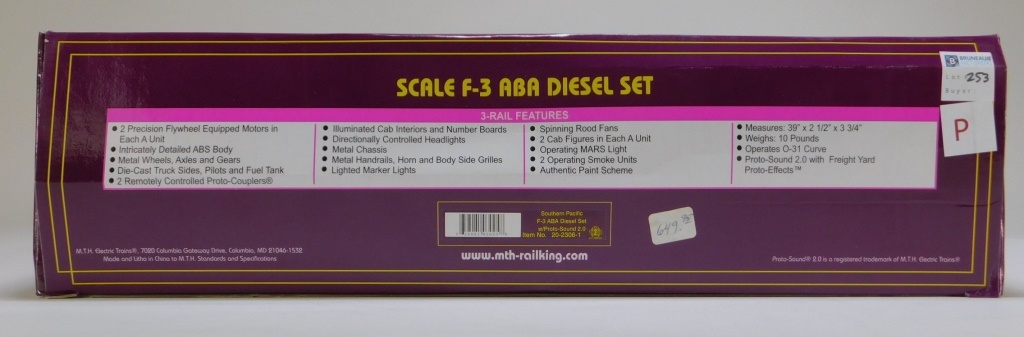 SCALE F-3 ABA DIESEL SET
BRUNEAU&
Lot 253
Buyer
P
3-RAIL FEATURES
• 2 Precision Flywheel Equipped Motors in
Each A Unit
• Intricately Detailed ABS Body
• Metal Wheels, Axles and Gears
• Die-Cast Truck Sides, Pilots and Fuel Tank
• 2 Remotely Controlled Proto-Couplers®
• Illuminated Cab Interiors and Number Boards
• Directionally Controlled Headlights
• Metal Chassis
• Metal Handrails, Horn and Body Side Grilles
• Lighted Marker Lights
• Spinning Rood Fans
• 2 Cab Figures in Each A Unit
• Operating MARS Light
• 2 Operating Smoke Units
• Authentic Paint Scheme
• Measures: 39" x 2 1/2" x 3 3/4"
• Weighs: 10 Pounds
• Operates O-31 Curve
• Proto-Sound 2.0 with Freight Yard
Proto-Effects™
Southern Pacific
F-3 ABA Diesel Set
w/Proto-Sound 2.0
Item No. 20-2306-1
649.95
M.T.H. Electric Trains®, 7020 Columbia Gateway Drive, Columbia, MD 21046-1532
Made and Litho in China to M.T.H. Standards and Specifications
www.mth-railking.com
Proto-Sound® 2.0 is a registered trademark of M.T.H. Electric Trains®